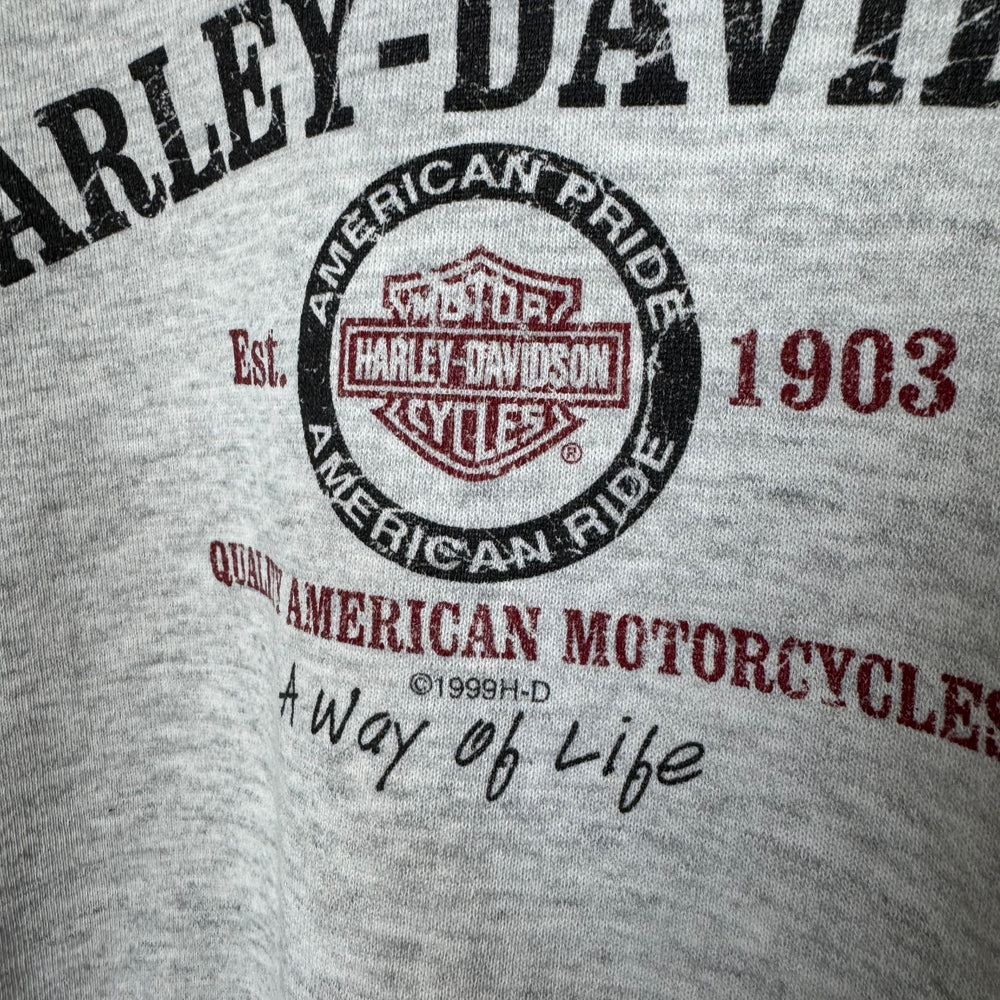 ARLEY-DAVI
AMERICAN PRIDE
MOTOR
HARLEY-DAVIDSON
CYCLES
®
Est. 1903
AMERICAN RIDE
QUALITY AMERICAN MOTORCYCLES
©1999H-D
A Way of Life